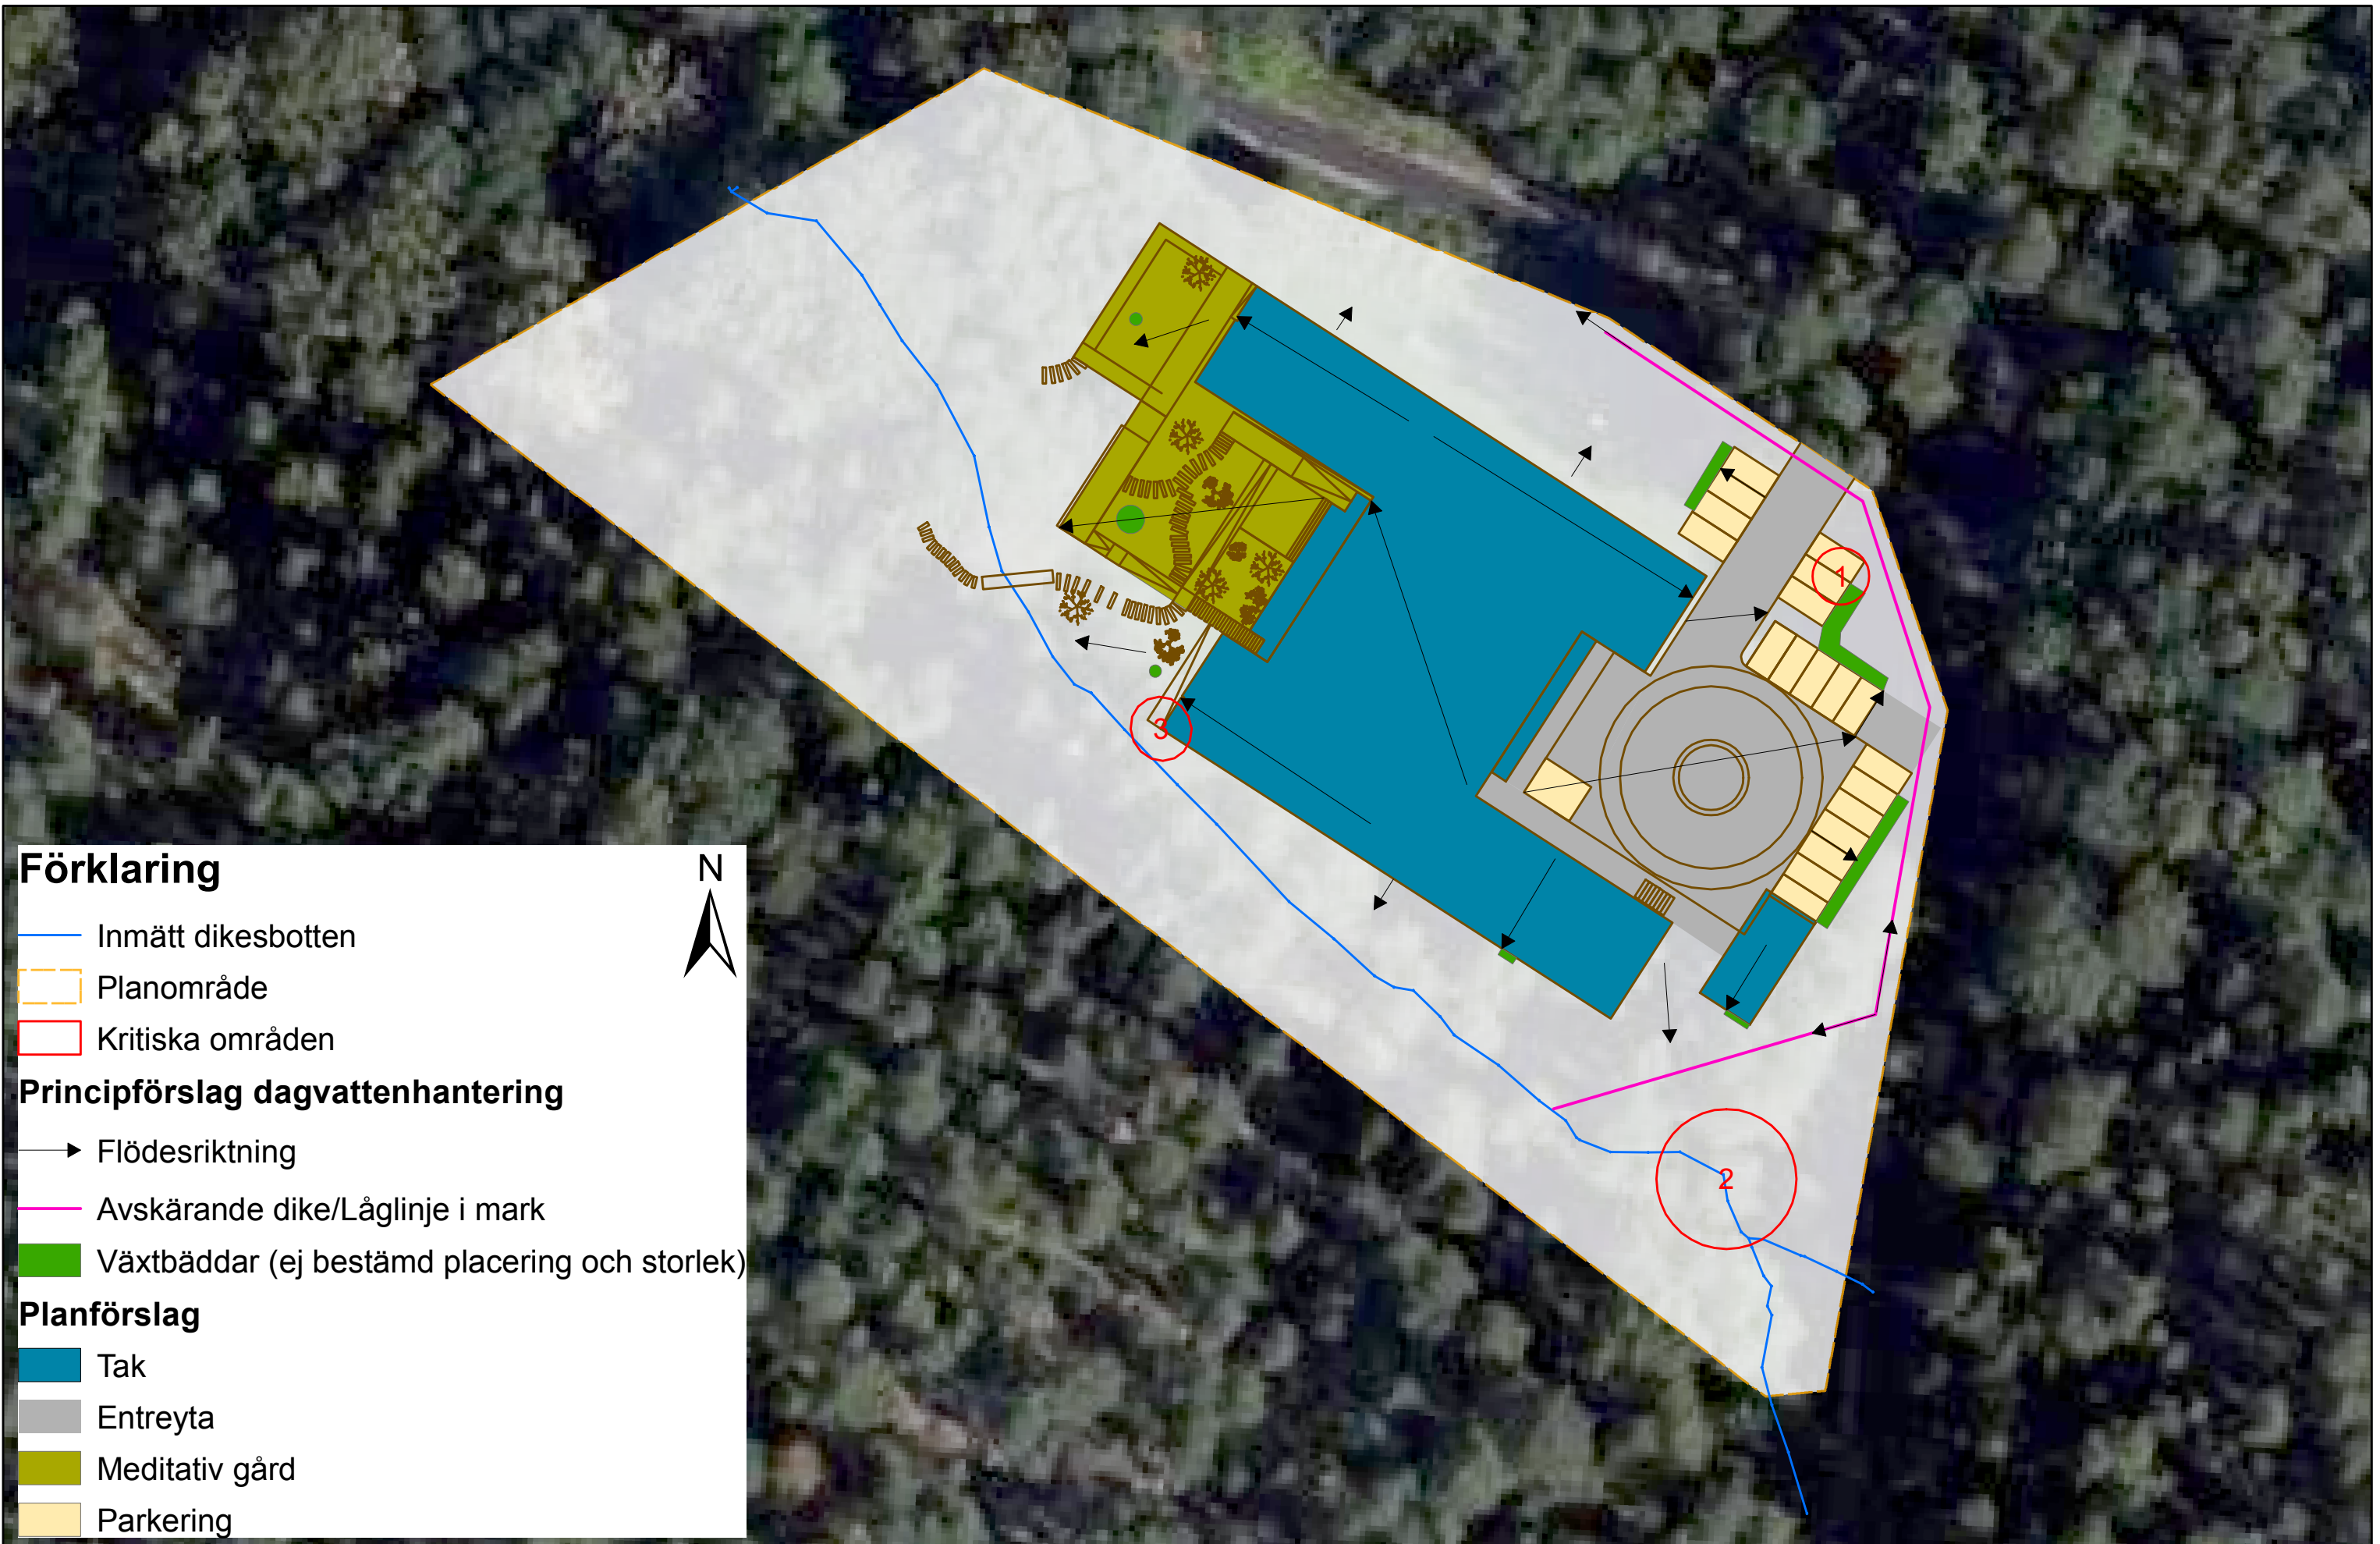 1
3
2
Förklaring
N
Inmätt dikesbotten
Planområde
Kritiska områden
Principförslag dagvattenhantering
Flödesriktning
Avskärande dike/Låglinje i mark
Växtbäddar (ej bestämd placering och storlek)
Planförslag
Tak
Entreyta
Meditativ gård
Parkering